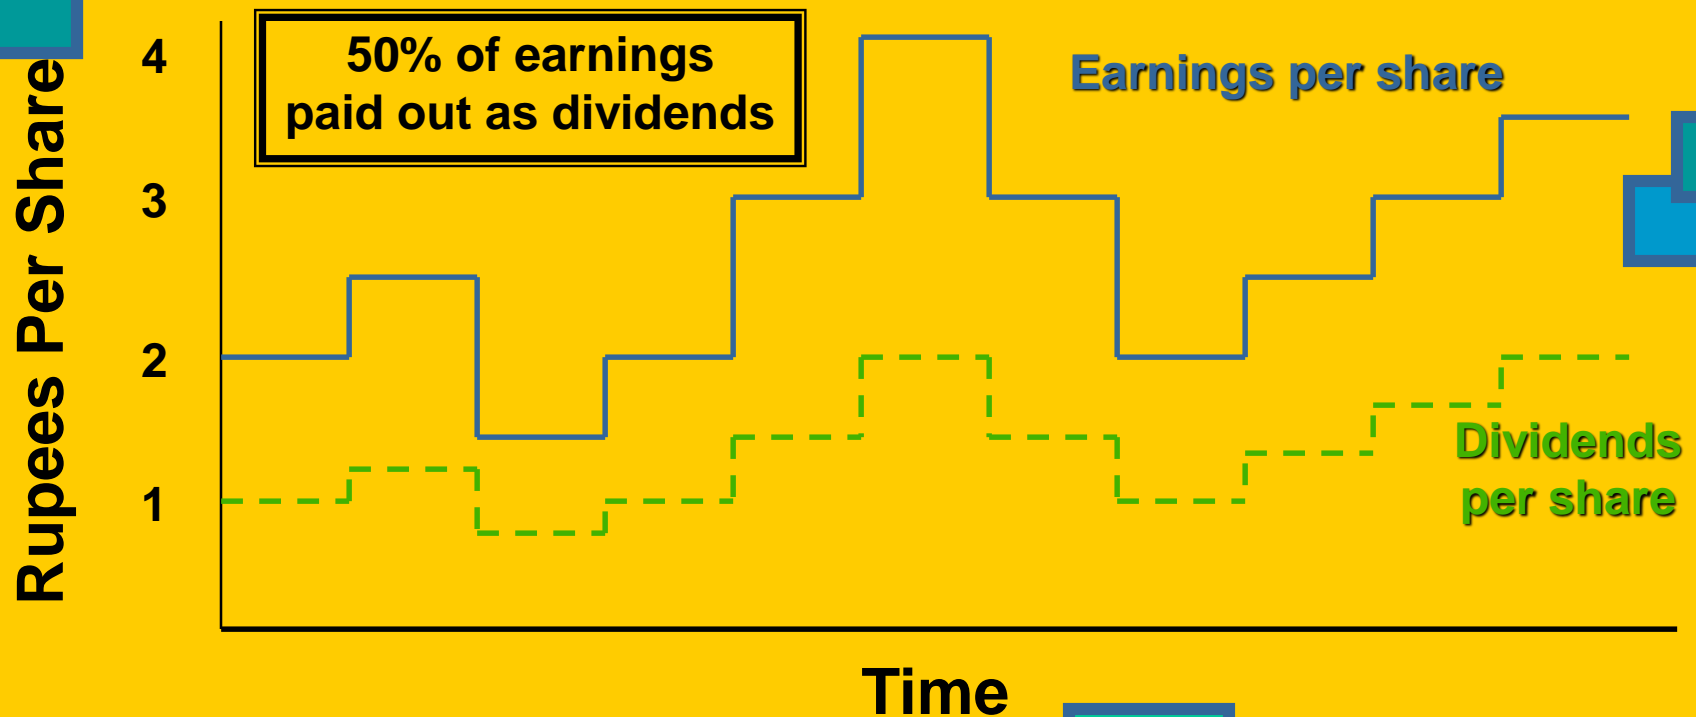 50% of earnings
paid out as dividends
Earnings per share
Rupees Per Share
4
3
2
1
Dividends
per share
Time